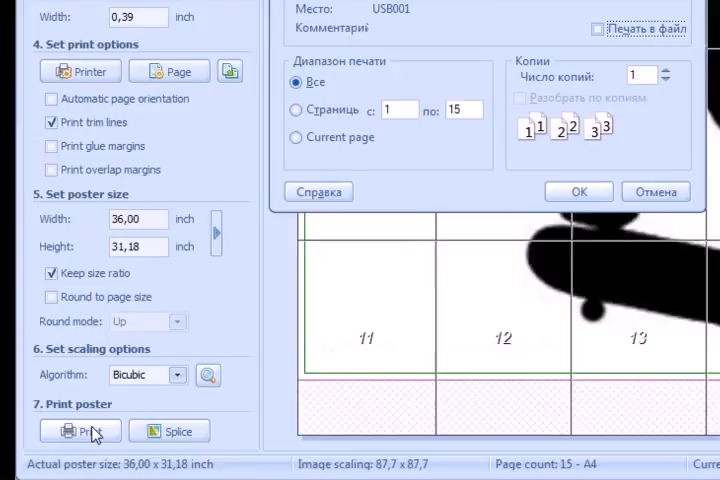 Width: 0,39 inch
4. Set print options
Printer Page
Automatic page orientation
Print trim lines
Print glue margins
Print overlap margins
5. Set poster size
Width: 36,00 inch
Height: 31,18 inch
Keep size ratio
Round to page size
Round mode: Up
6. Set scaling options
Algorithm: Bicubic
7. Print poster
Print Splice
Actual poster size: 36,00 x 31,18 inch Image scaling: 87,7 x 87,7 Page count: 15 - A4
Место: USB001
Комментарий
Печать в файл
Диапазон печати
Все
Страниц с: 1 по: 15
Current page
Копии
Число копий: 1
Разобрать по копиям
1 1 2 2 3 3
Справка OK Отмена
11 12 13